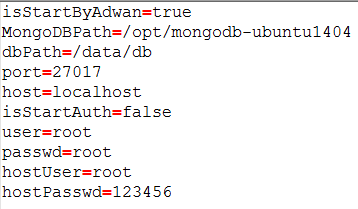 isStartByAdwan=true
MongoDBPath=/opt/mongodb-ubuntu1404
dbPath=/data/db
port=27017
host=localhost
isStartAuth=false
user=root
passwd=root
hostUser=root
hostPasswd=123456